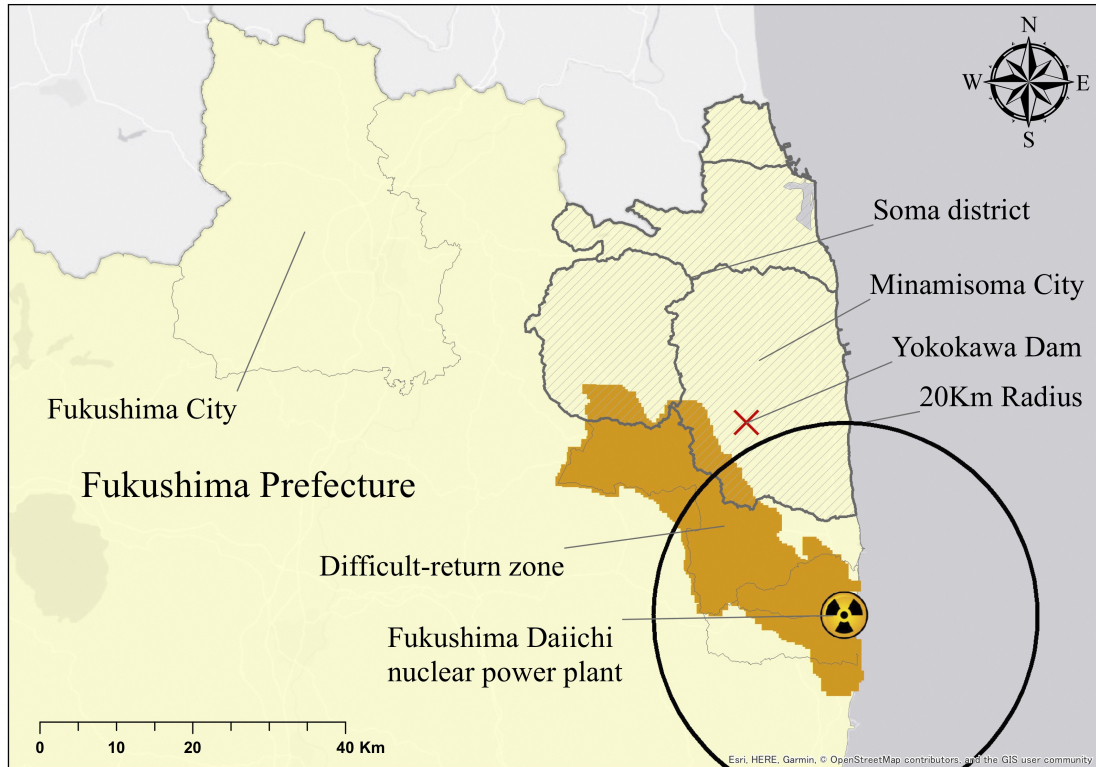 N
W E
S
Soma district
Minamisoma City
Yokokawa Dam
20Km Radius
Fukushima City
Fukushima Prefecture
Difficult-return zone
Fukushima Daiichi
nuclear power plant
0 10 20 40 Km
Esri, HERE, Garmin, © OpenStreetMap contributors, and the GIS user community